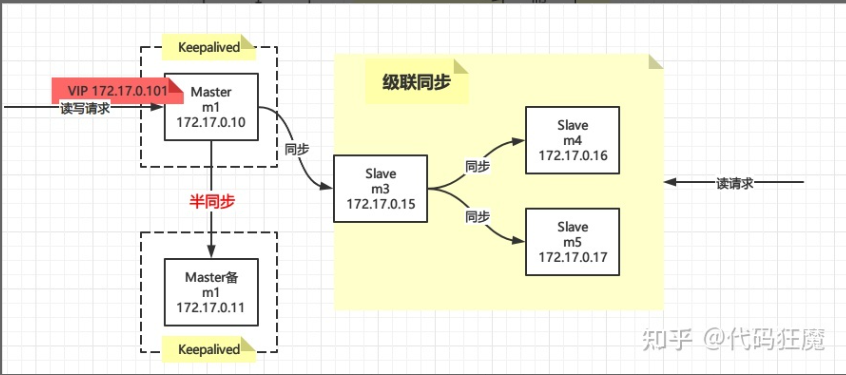 Keepalived
VIP 172.17.0.101
读写请求
Master
m1
172.17.0.10
半同步
Master备
m1
172.17.0.11
Keepalived
级联同步
同步
Slave
m3
172.17.0.15
同步
Slave
m4
172.17.0.16
同步
Slave
m5
172.17.0.17
读请求
知乎 @代码狂魔